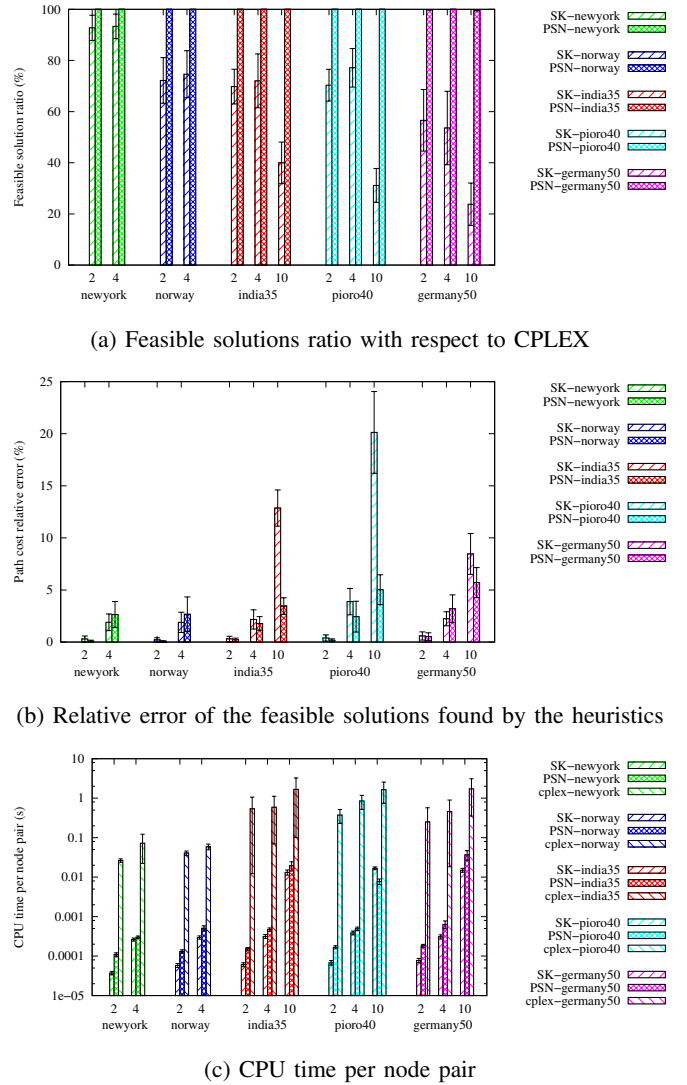 100
80
60
40
20
0
Feasible solution ratio (%)
2 4 2 4 2 4 10 2 4 10 2 4 10
newyork norway india35 pioro40 germany50
SK−newyork
PSN−newyork
SK−norway
PSN−norway
SK−india35
PSN−india35
SK−pioro40
PSN−pioro40
SK−germany50
PSN−germany50
(a) Feasible solutions ratio with respect to CPLEX
25
20
15
10
5
0
Path cost relative error (%)
2 4 2 4 2 4 10 2 4 10 2 4 10
newyork norway india35 pioro40 germany50
SK−newyork
PSN−newyork
SK−norway
PSN−norway
SK−india35
PSN−india35
SK−pioro40
PSN−pioro40
SK−germany50
PSN−germany50
(b) Relative error of the feasible solutions found by the heuristics
10
1
0.1
0.01
0.001
0.0001
1e−05
CPU time per node pair (s)
2 4 2 4 2 4 10 2 4 10 2 4 10
newyork norway india35 pioro40 germany50
SK−newyork
PSN−newyork
cplex−newyork
SK−norway
PSN−norway
cplex−norway
SK−india35
PSN−india35
cplex−india35
SK−pioro40
PSN−pioro40
cplex−pioro40
SK−germany50
PSN−germany50
cplex−germany50
(c) CPU time per node pair